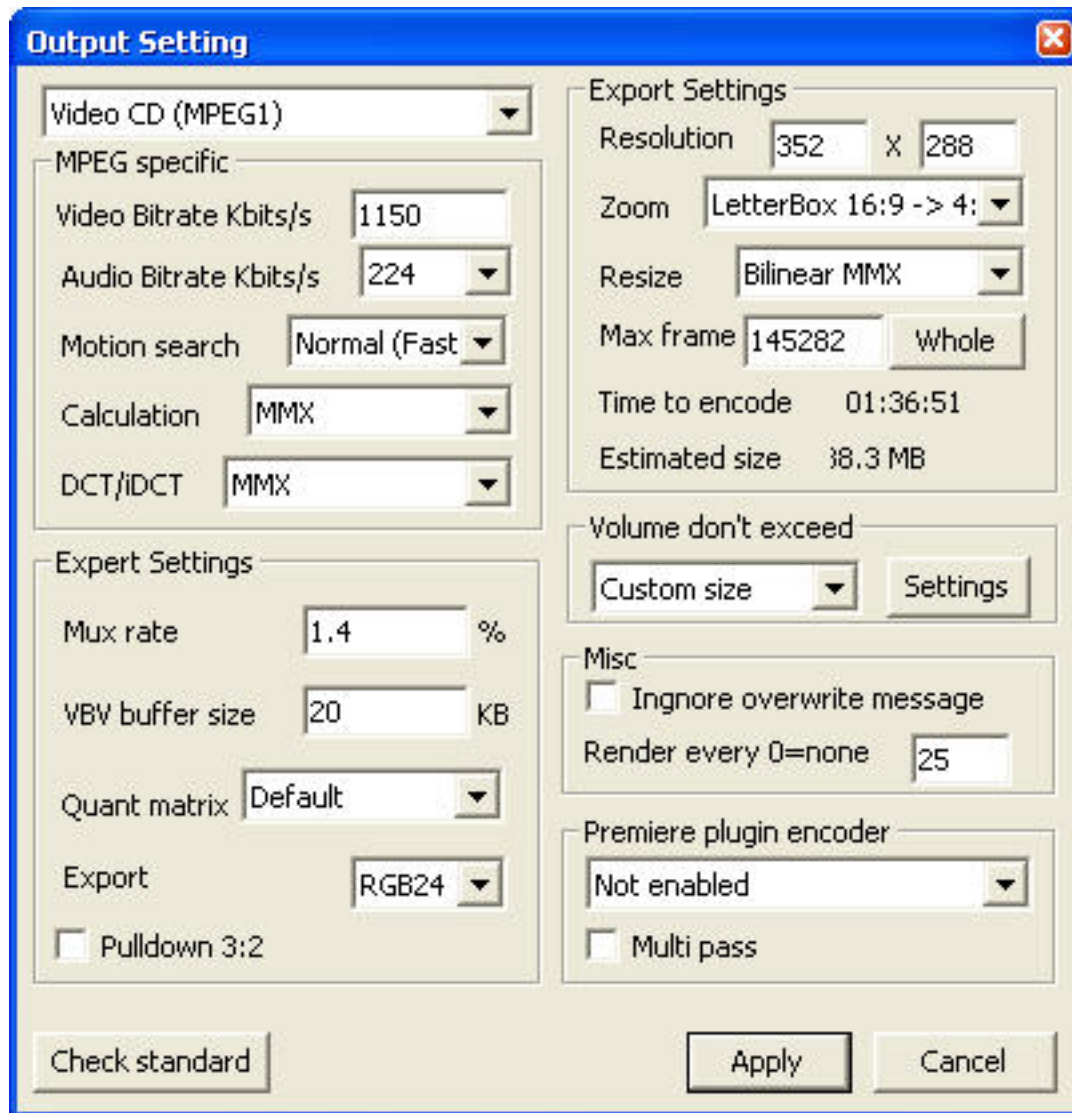 Output Setting
Video CD (MPEG1)
MPEG specific
Video Bitrate Kbits/s 1150
Audio Bitrate Kbits/s 224
Motion search Normal (Fast
Calculation MMX
DCT/iDCT MMX
Expert Settings
Mux rate 1.4 %
VBV buffer size 20 KB
Quant matrix Default
Export RGB24
Pulldown 3:2
Check standard
Export Settings
Resolution 352 X 288
Zoom LetterBox 16:9 -> 4:
Resize Bilinear MMX
Max frame 145282 Whole
Time to encode 01:36:51
Estimated size 8.3 MB
Volume don't exceed
Custom size Settings
Misc
Ingnore overwrite message
Render every 0=none 25
Premiere plugin encoder
Not enabled
Multi pass
Apply Cancel